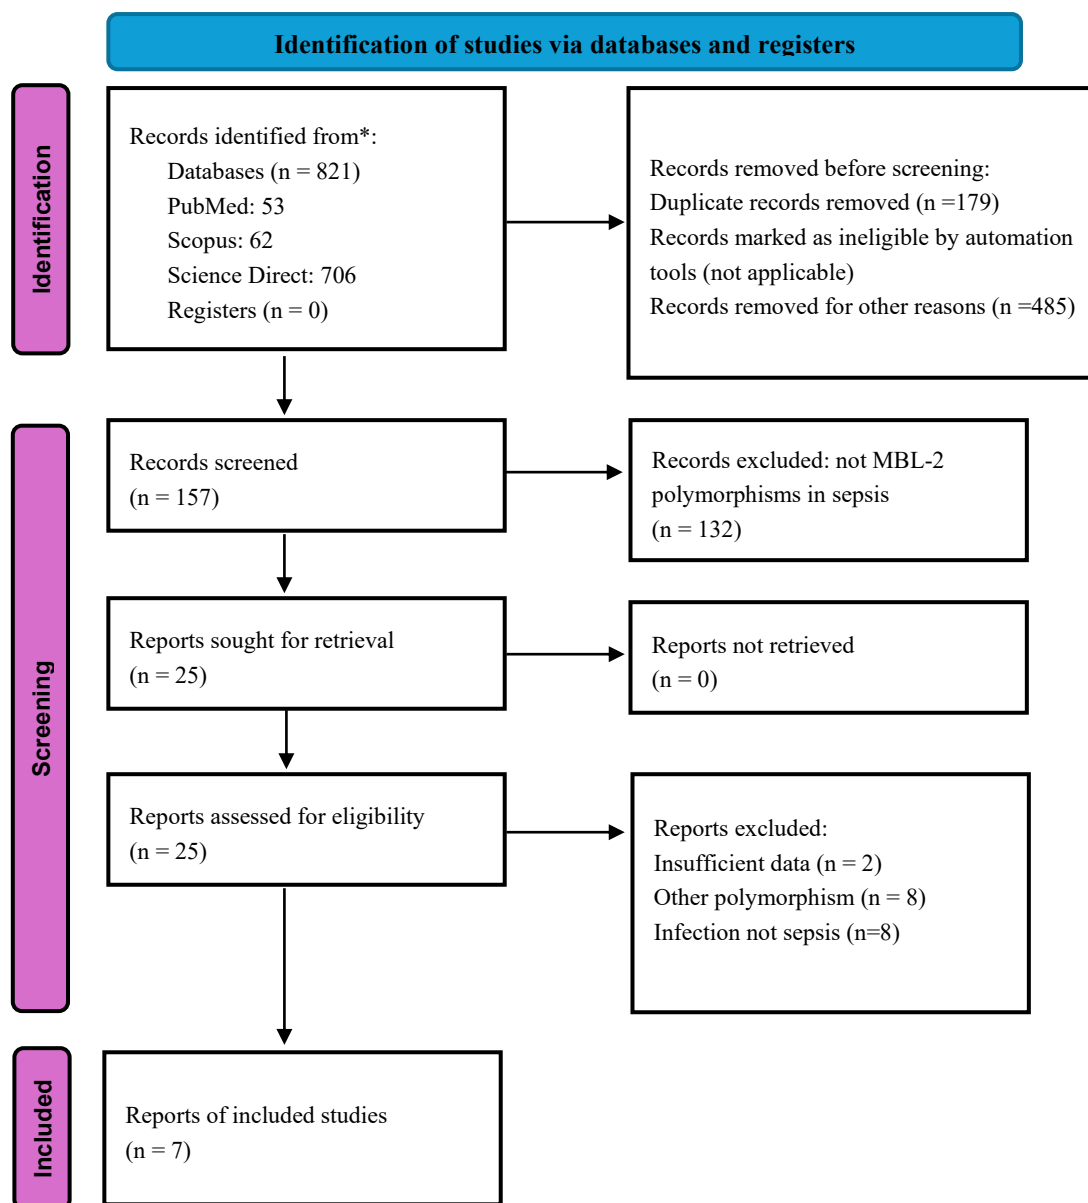 Identification of studies via databases and registers
Identification
Records identified from*:
Databases (n = 821)
PubMed: 53
Scopus: 62
Science Direct: 706
Registers (n = 0)
Records removed before screening:
Duplicate records removed (n =179)
Records marked as ineligible by automation
tools (not applicable)
Records removed for other reasons (n =485)
Screening
Records screened
(n = 157)
Records excluded: not MBL-2
polymorphisms in sepsis
(n = 132)
Reports sought for retrieval
(n = 25)
Reports not retrieved
(n = 0)
Reports assessed for eligibility
(n = 25)
Reports excluded:
Insufficient data (n = 2)
Other polymorphism (n = 8)
Infection not sepsis (n=8)
Included
Reports of included studies
(n = 7)